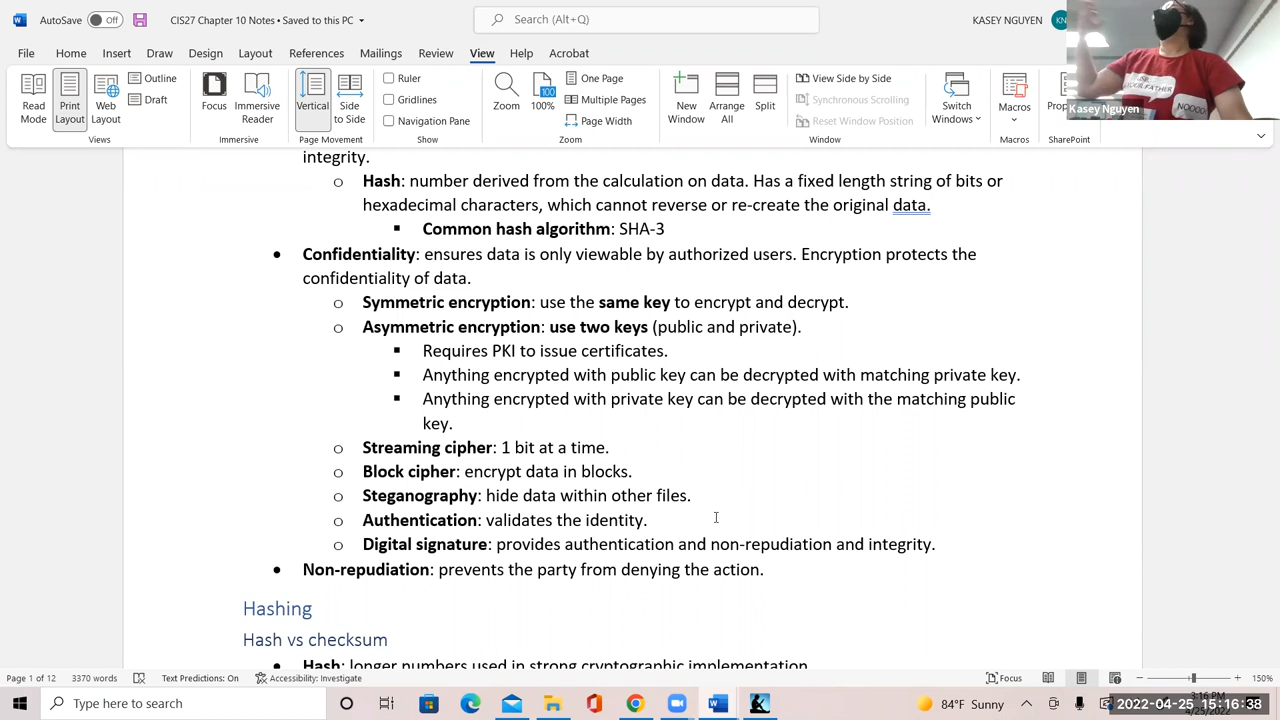 AutoSave Off CIS27 Chapter 10 Notes • Saved to this PC Search (Alt+Q) KASEY NGUYEN KN
File Home Insert Draw Design Layout References Mailings Review View Help Acrobat
Read Mode Print Layout Web Layout Outline Draft Views
Focus Immersive Reader Immersive
Vertical Side to Side Page Movement
Ruler Gridlines Navigation Pane Show
Zoom 100% One Page Multiple Pages Page Width Zoom
New Window Arrange All Split View Side by Side Synchronous Scrolling Reset Window Position Switch Windows Window
Macros Macros
SharePoint
Kasey Nguyen
integrity.
o Hash: number derived from the calculation on data. Has a fixed length string of bits or
hexadecimal characters, which cannot reverse or re-create the original data.
▪ Common hash algorithm: SHA-3
• Confidentiality: ensures data is only viewable by authorized users. Encryption protects the
confidentiality of data.
o Symmetric encryption: use the same key to encrypt and decrypt.
o Asymmetric encryption: use two keys (public and private).
▪ Requires PKI to issue certificates.
▪ Anything encrypted with public key can be decrypted with matching private key.
▪ Anything encrypted with private key can be decrypted with the matching public
key.
o Streaming cipher: 1 bit at a time.
o Block cipher: encrypt data in blocks.
o Steganography: hide data within other files.
o Authentication: validates the identity.
o Digital signature: provides authentication and non-repudiation and integrity.
• Non-repudiation: prevents the party from denying the action.
Hashing
Hash vs checksum
• Hash: longer numbers used in strong cryptographic implementation
Page 1 of 12 3370 words Text Predictions: On Accessibility: Investigate Focus 150%
Type here to search 84°F Sunny 3:16 PM
2022-04-25 15:16:38
4/25/2022